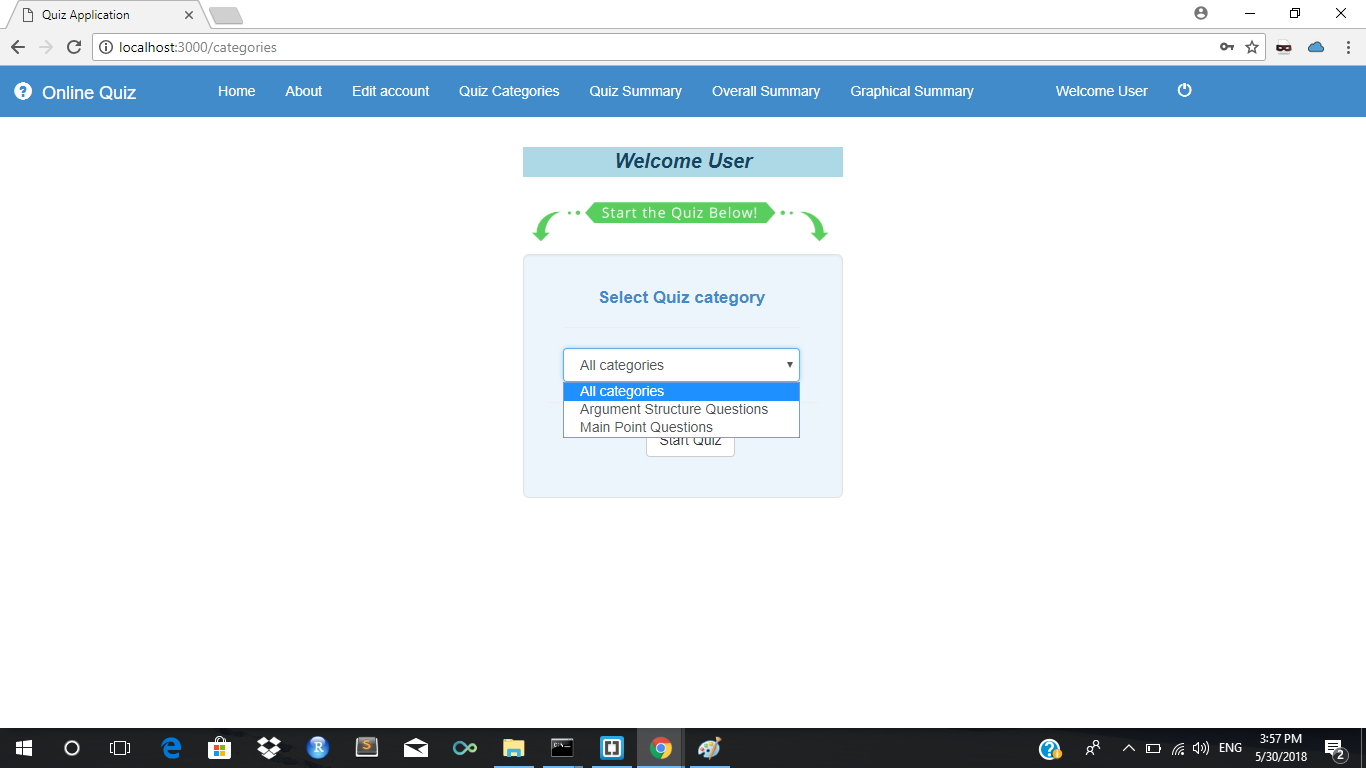 Quiz Application
localhost:3000/categories
Online Quiz
Home
About
Edit account
Quiz Categories
Quiz Summary
Overall Summary
Graphical Summary
Welcome User
Welcome User
Start the Quiz Below!
Select Quiz category
All categories
All categories
Argument Structure Questions
Main Point Questions
Start Quiz
R
S
C:\_
ENG
3:57 PM
5/30/2018
2